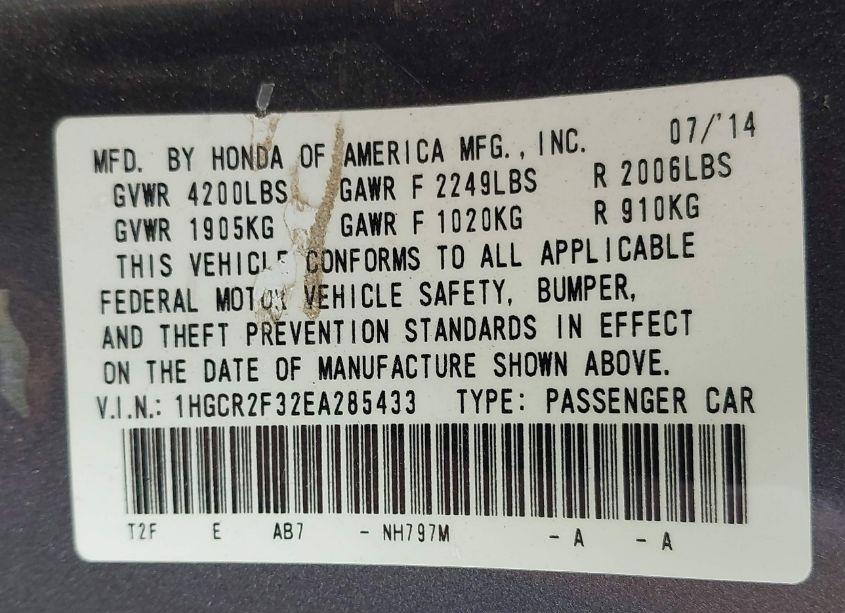 MFD. BY HONDA OF AMERICA MFG., INC. 07/'14
GVWR 4200LBS GAWR F 2249LBS R 2006LBS
GVWR 1905KG GAWR F 1020KG R 910KG
THIS VEHICLE CONFORMS TO ALL APPLICABLE
FEDERAL MOTOR VEHICLE SAFETY, BUMPER,
AND THEFT PREVENTION STANDARDS IN EFFECT
ON THE DATE OF MANUFACTURE SHOWN ABOVE.
V.I.N.: 1HGCR2F32EA285433 TYPE: PASSENGER CAR
T2F E AB7 - NH797M - A - A